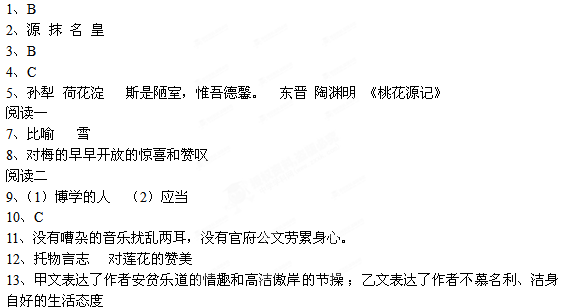 1、B
2、源 抹 名 皇
3、B
4、C
5、孙犁 荷花淀 斯是陋室，惟吾德馨。 东晋 陶渊明 《桃花源记》
阅读一
7、比喻 雪
8、对梅的早早开放的惊喜和赞叹
阅读二
9、（1）博学的人 （2）应当
10、C
11、没有嘈杂的音乐扰乱两耳，没有官府公文劳累身心。
12、托物言志 对莲花的赞美
13、甲文表达了作者安贫乐道的情趣和高洁傲岸的节操；乙文表达了作者不慕名利、洁身
自好的生活态度